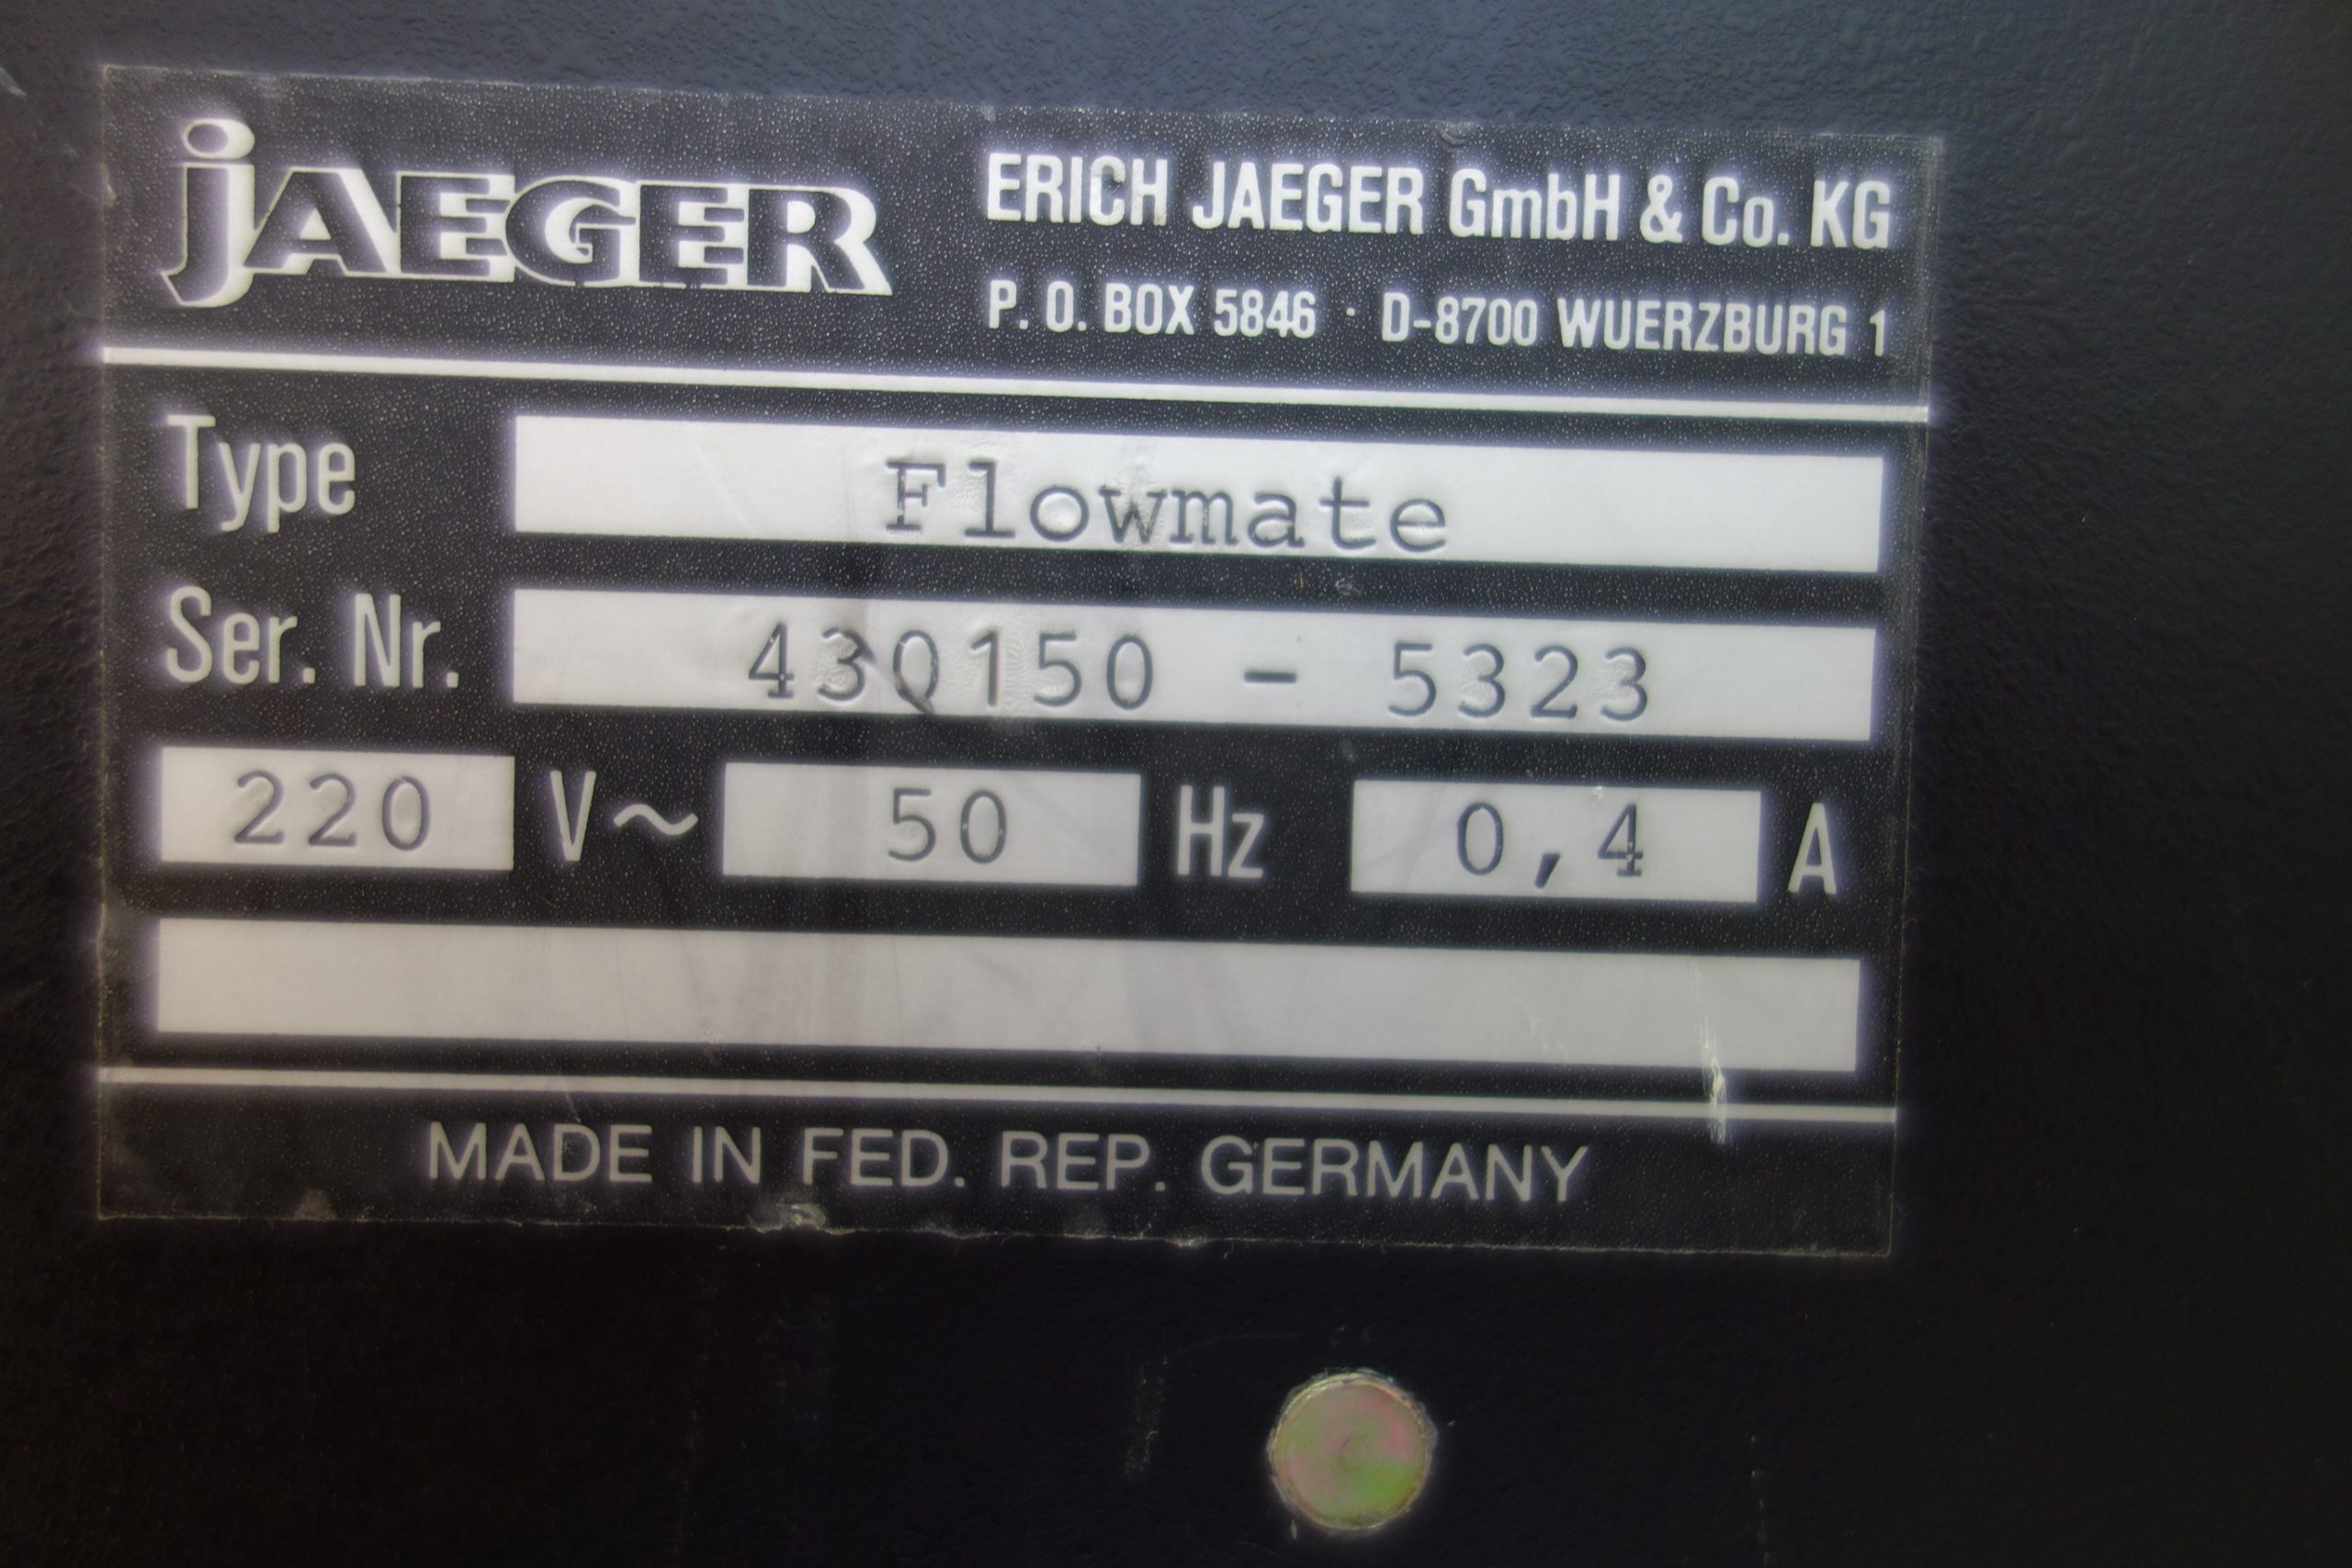 jAEGER
ERICH JAEGER GmbH & Co. KG
P. O. BOX 5846 · D-8700 WUERZBURG 1
Type Flowmate
Ser. Nr. 430150 - 5323
220 V~ 50 Hz 0,4 A
MADE IN FED. REP. GERMANY